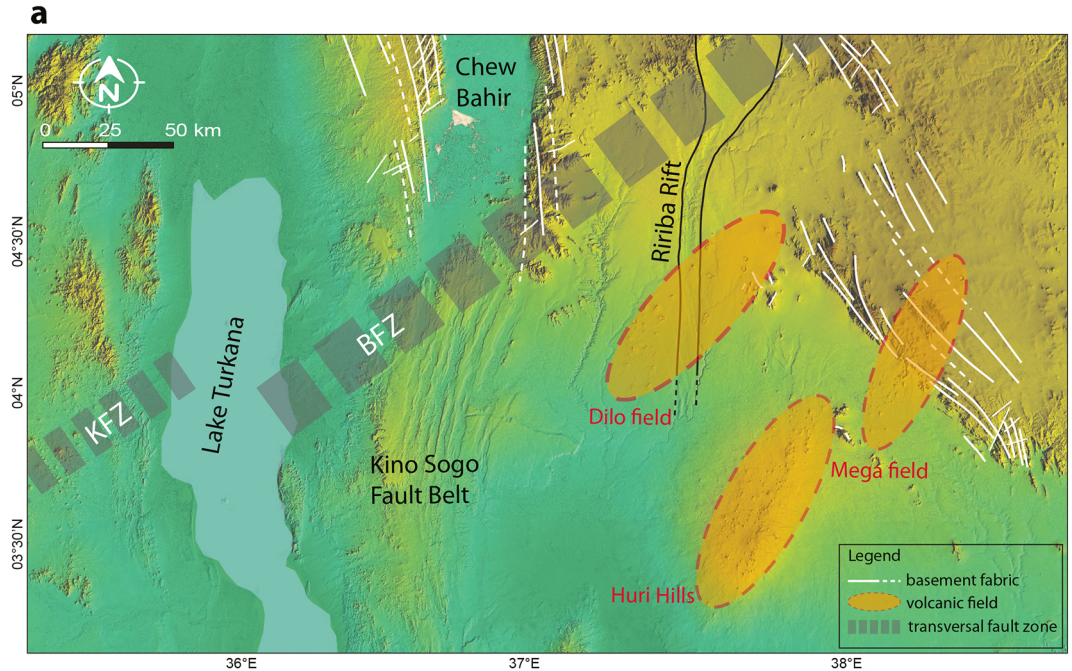 a
05°N
04°30'N
04°N
03°30'N
N
0 25 50 km
Chew
Bahir
Ririba Rift
BFZ
KFZ
Lake Turkana
Kino Sogo
Fault Belt
Dilo field
Mega field
Huri Hills
Legend
basement fabric
volcanic field
transversal fault zone
36°E
37°E
38°E